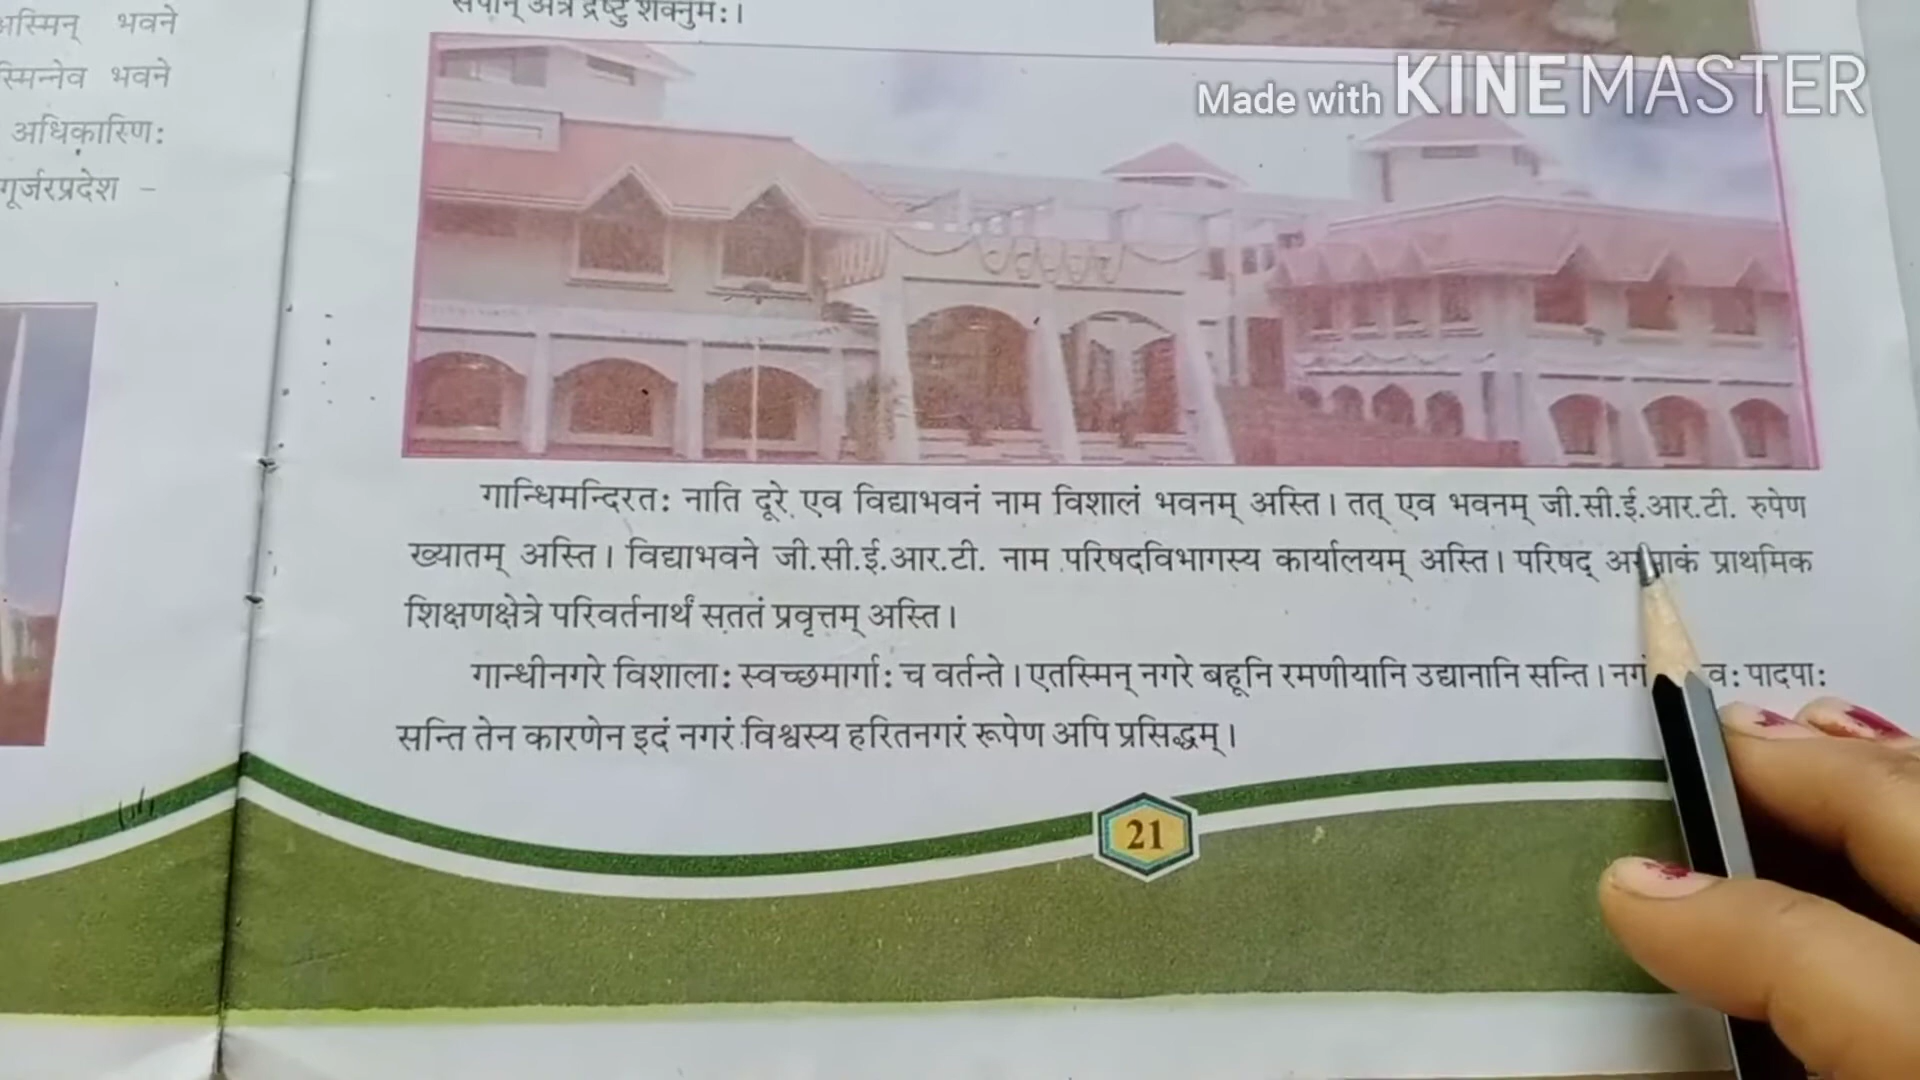 अस्मिन् भवने
स्मिन्नेव भवने
अधिकारिण:
गूर्जरप्रदेश -
अत्र द्रष्टुं शक्नुम:।
Made with KINEMASTER
गान्धिमन्दिरत: नाति दूरे एव विद्याभवनं नाम विशालं भवनम् अस्ति। तत् एव भवनम् जी.सी.ई.आर.टी. रुपेण
ख्यातम् अस्ति। विद्याभवने जी.सी.ई.आर.टी. नाम परिषदविभागस्य कार्यालयम् अस्ति। परिषद् अस्माकं प्राथमिक
शिक्षणक्षेत्रे परिवर्तनार्थं सततं प्रवृत्तम् अस्ति।
गान्धीनगरे विशाला: स्वच्छमार्गा: च वर्तन्ते। एतस्मिन् नगरे बहूनि रमणीयानि उद्यानानि सन्ति। पादपा:
सन्ति तेन कारणेन इदं नगरं विश्वस्य हरितनगरं रूपेण अपि प्रसिद्धम्।
21